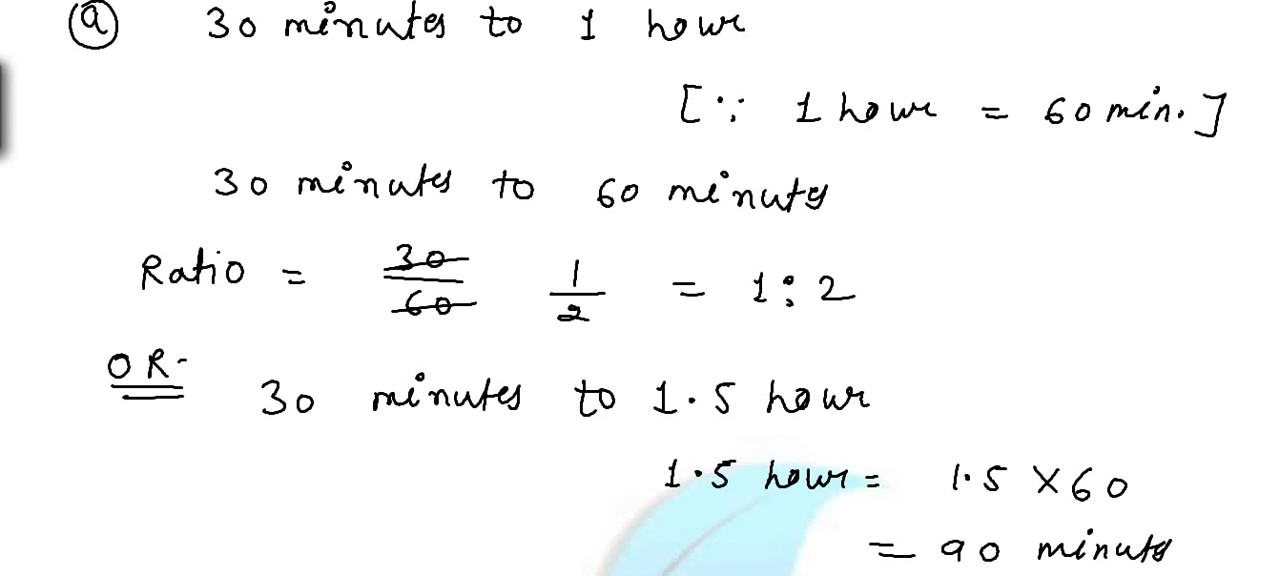 (a) 30 minutes to 1 hour
[∵ 1 hour = 60 min.]
30 minutes to 60 minutes
Ratio = 30/60 1/2 = 1:2
OR-
30 minutes to 1.5 hour
1.5 hour = 1.5 × 60
= 90 minutes